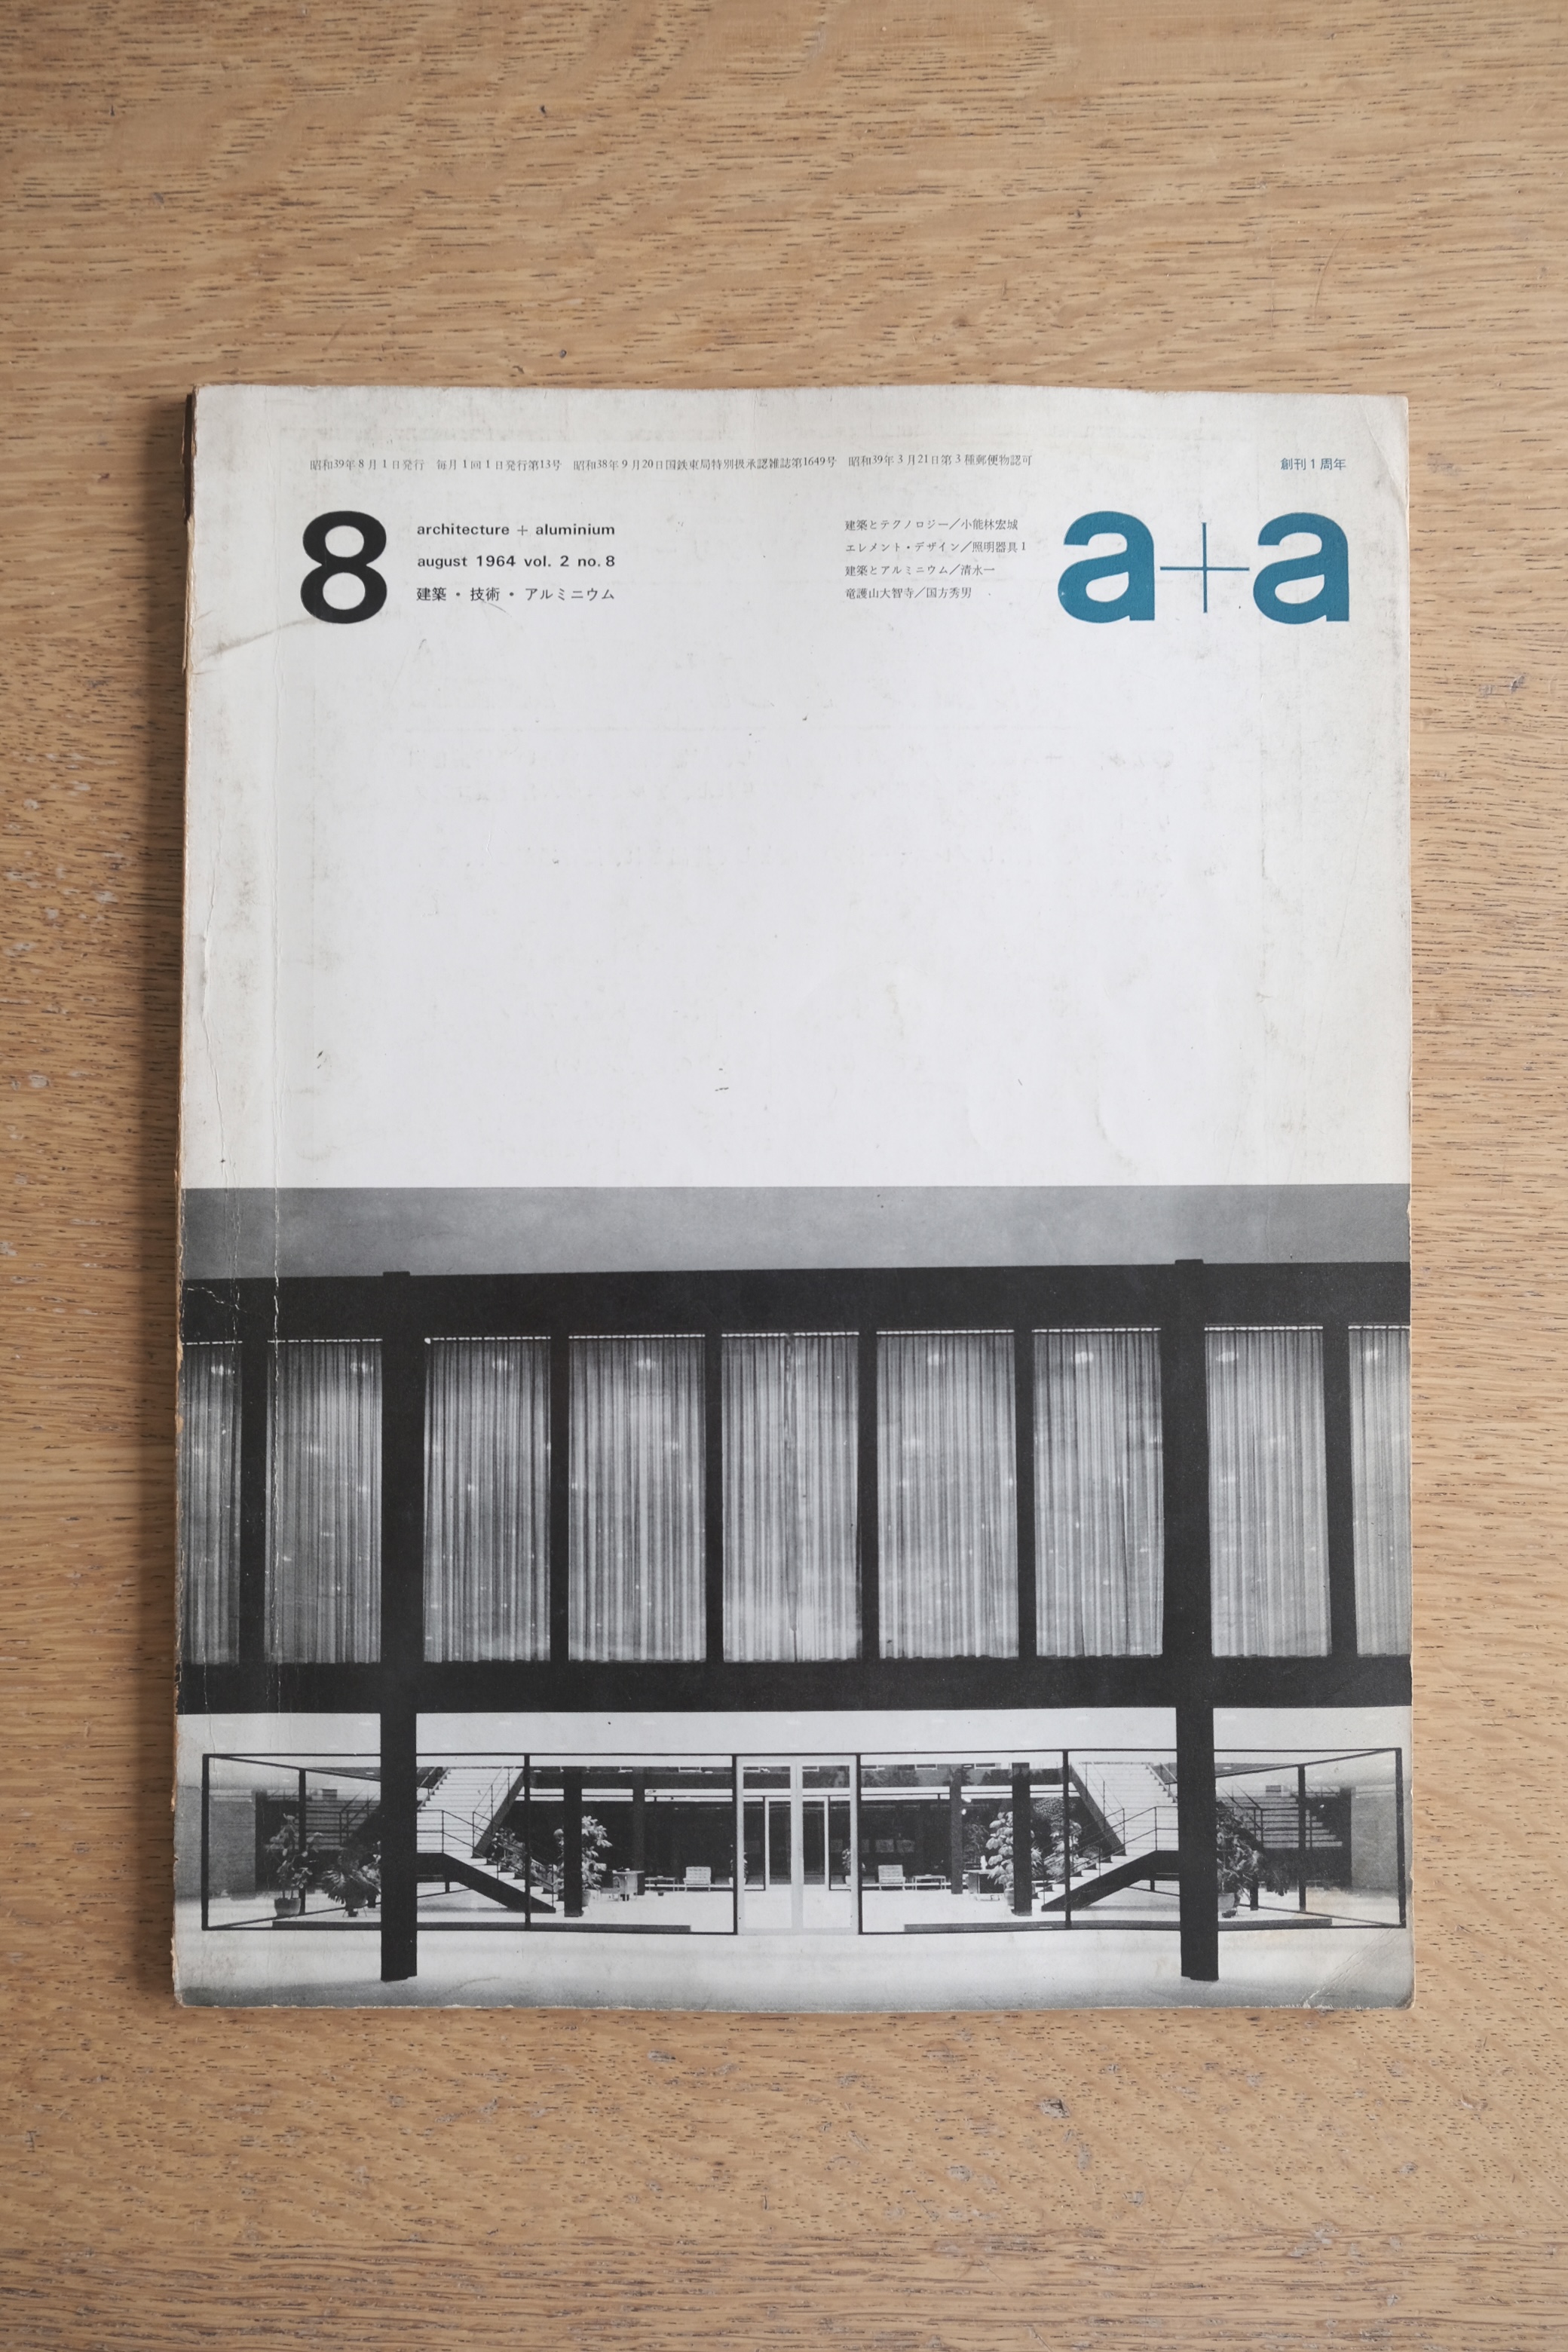 昭和39年8月1日発行　毎月1回1日発行第13号　昭和38年9月20日国鉄東局特別扱承認雑誌第1649号　昭和39年3月21日第3種郵便物認可
創刊1周年
8
architecture + aluminium
august 1964 vol. 2 no. 8
建築・技術・アルミニウム
建築とテクノロジー／小能林宏城
エレメント・デザイン／照明器具1
建築とアルミニウム／清水一
竜護山大智寺／国方秀男
a+a